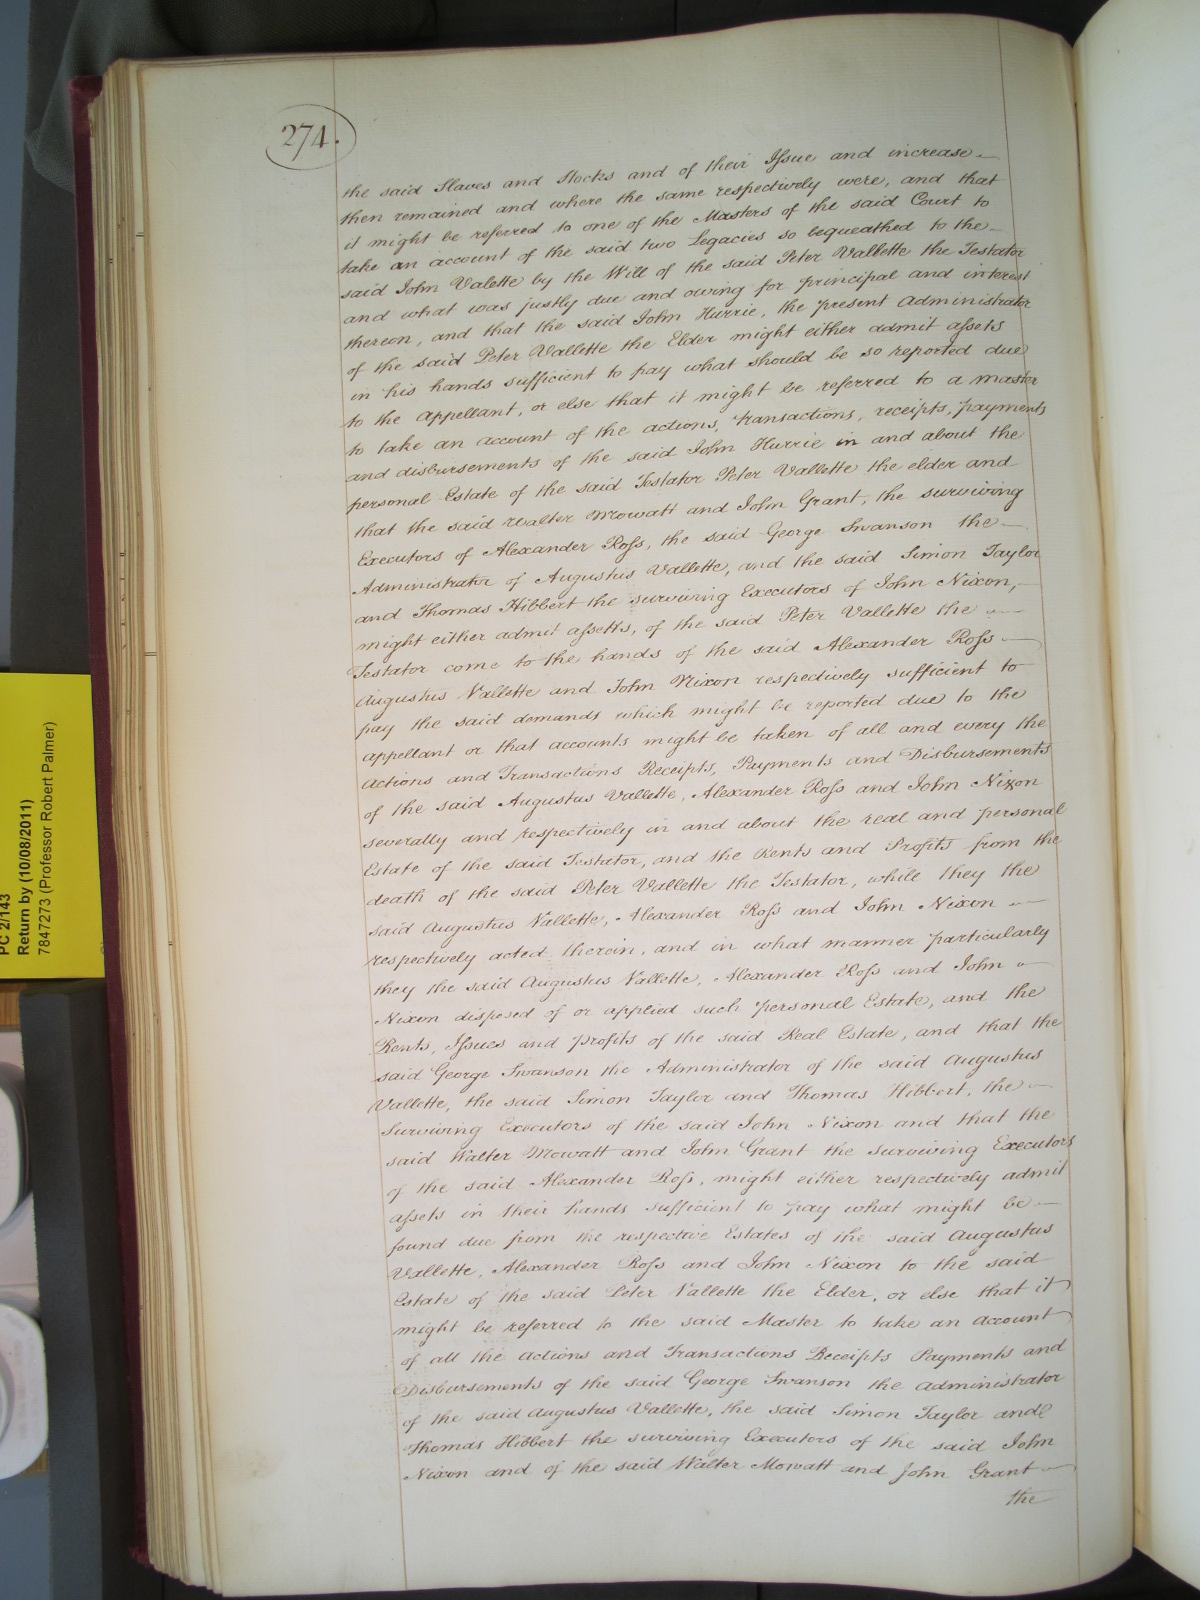 274.
the said Slaves and Stocks and of their Issue and increase
then remained and where the same respectively were, and that
it might be referred to one of the Masters of the said Court to
take an account of the said two Legacies so bequeathed to the
said John Valette by the Will of the said Peter Vallette the Testator
and what was justly due and owing for principal and interest
thereon, and that the said John Hurrie, the present Administrator
of the said Peter Vallette the Elder might either admit assets
in his hands sufficient to pay what should be so reported due
to the appellant, or else that it might be referred to a master
to take an account of the actions, transactions, receipts, payments
and disbursements of the said John Hurrie in and about the
personal Estate of the said Testator Peter Vallette the elder and
that the said Walter Mowatt and John Grant, the surviving
Executors of Alexander Ross, the said George Swanson the
Administrator of Augustus Vallette, and the said Simon Taylor
and Thomas Hibbert the surviving Executors of John Nixon,
might either admit assetts, of the said Peter Vallette the
Testator come to the hands of the said Alexander Ross
Augustus Vallette and John Nixon respectively sufficient to
pay the said demands which might be reported due to the
appellant or that accounts might be taken of all and every the
Actions and Transactions Receipts, Payments and Disbursements
of the said Augustus Vallette, Alexander Ross and John Nixon
severally and respectively in and about the real and personal
Estate of the said Testator, and the Rents and Profits from the
death of the said Peter Vallette the Testator, while they the
said Augustus Vallette, Alexander Ross and John Nixon
respectively acted therein, and in what manner particularly
they the said Augustus Vallette, Alexander Ross and John
Nixon disposed of or applied such personal Estate, and the
Rents, Issues and profits of the said Real Estate, and that the
said George Swanson the Administrator of the said Augustus
Vallette, the said Simon Taylor and Thomas Hibbert, the
Surviving Executors of the said John Nixon and that the
said Walter Mowatt and John Grant the surviving Executors
of the said Alexander Ross, might either respectively admit
assets in their hands sufficient to pay what might be
found due from the respective Estates of the said Augustus
Vallette, Alexander Ross and John Nixon to the said
Estate of the said Peter Vallette the Elder, or else that it
might be referred to the said Master to take an account
of all the Actions and Transactions Receipts Payments and
Disbursements of the said George Swanson the Administrator
of the said Augustus Vallette, the said Simon Taylor and
Thomas Hibbert the surviving Executors of the said John
Nixon and of the said Walter Mowatt and John Grant
the
PC 2/143
Return by (10/08/2011)
7847273 (Professor Robert Palmer)